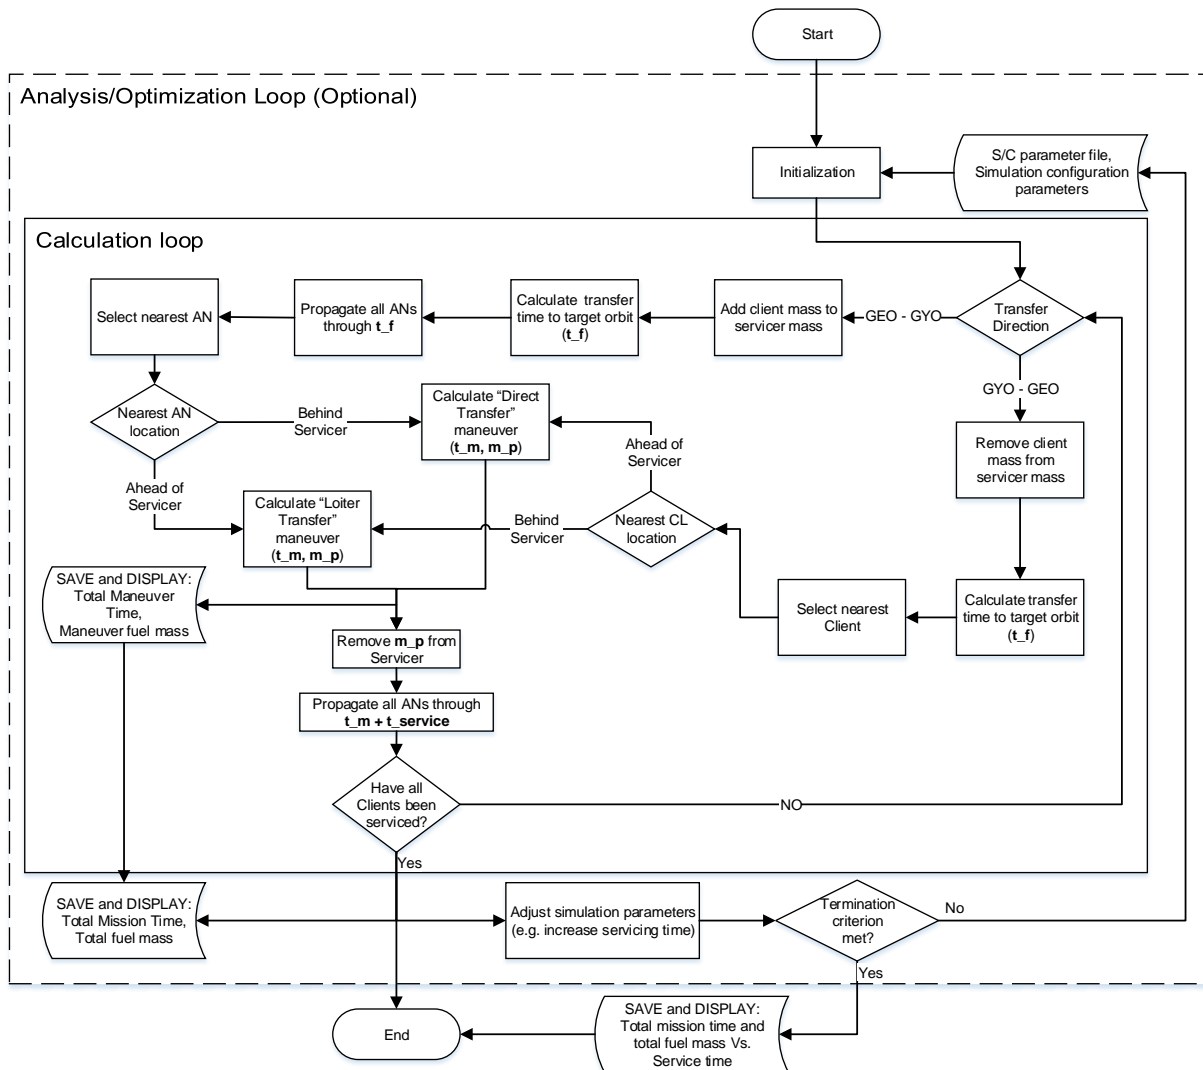 Start
Analysis/Optimization Loop (Optional)
Initialization
S/C parameter file,
Simulation configuration
parameters
Calculation loop
Select nearest AN
Propagate all ANs
through t_f
Calculate transfer
time to target orbit
(t_f)
Add client mass to
servicer mass
GEO - GYO
Transfer
Direction
GYO - GEO
Nearest AN
location
Behind
Servicer
Calculate “Direct
Transfer”
maneuver
(t_m, m_p)
Ahead of
Servicer
Remove client
mass from
servicer mass
Ahead of
Servicer
Calculate “Loiter
Transfer”
maneuver
(t_m, m_p)
Behind
Servicer
Nearest CL
location
SAVE and DISPLAY:
Total Maneuver
Time,
Maneuver fuel mass
Select nearest
Client
Calculate transfer
time to target orbit
(t_f)
Remove m_p from
Servicer
Propagate all ANs through
t_m + t_service
Have all
Clients been
serviced?
NO
Yes
SAVE and DISPLAY:
Total Mission Time,
Total fuel mass
Adjust simulation parameters
(e.g. increase servicing time)
Termination
criterion
met?
No
Yes
End
SAVE and DISPLAY:
Total mission time and
total fuel mass Vs.
Service time